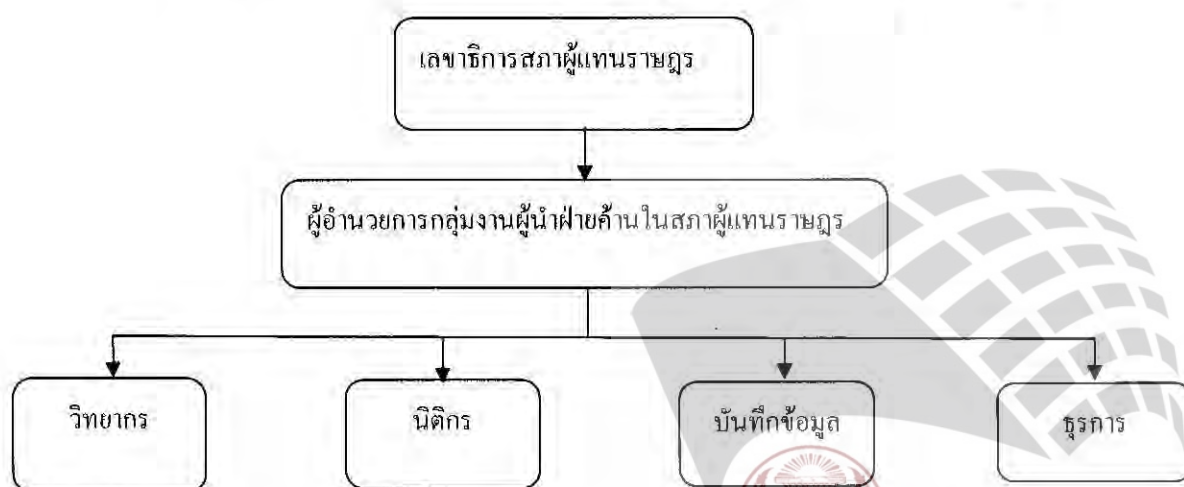 เลขาธิการสภาผู้แทนราษฎร
ผู้อำนวยการกลุ่มงานผู้นำฝ่ายค้านในสภาผู้แทนราษฎร
วิทยากร
นิติกร
บันทึกข้อมูล
ธุรการ